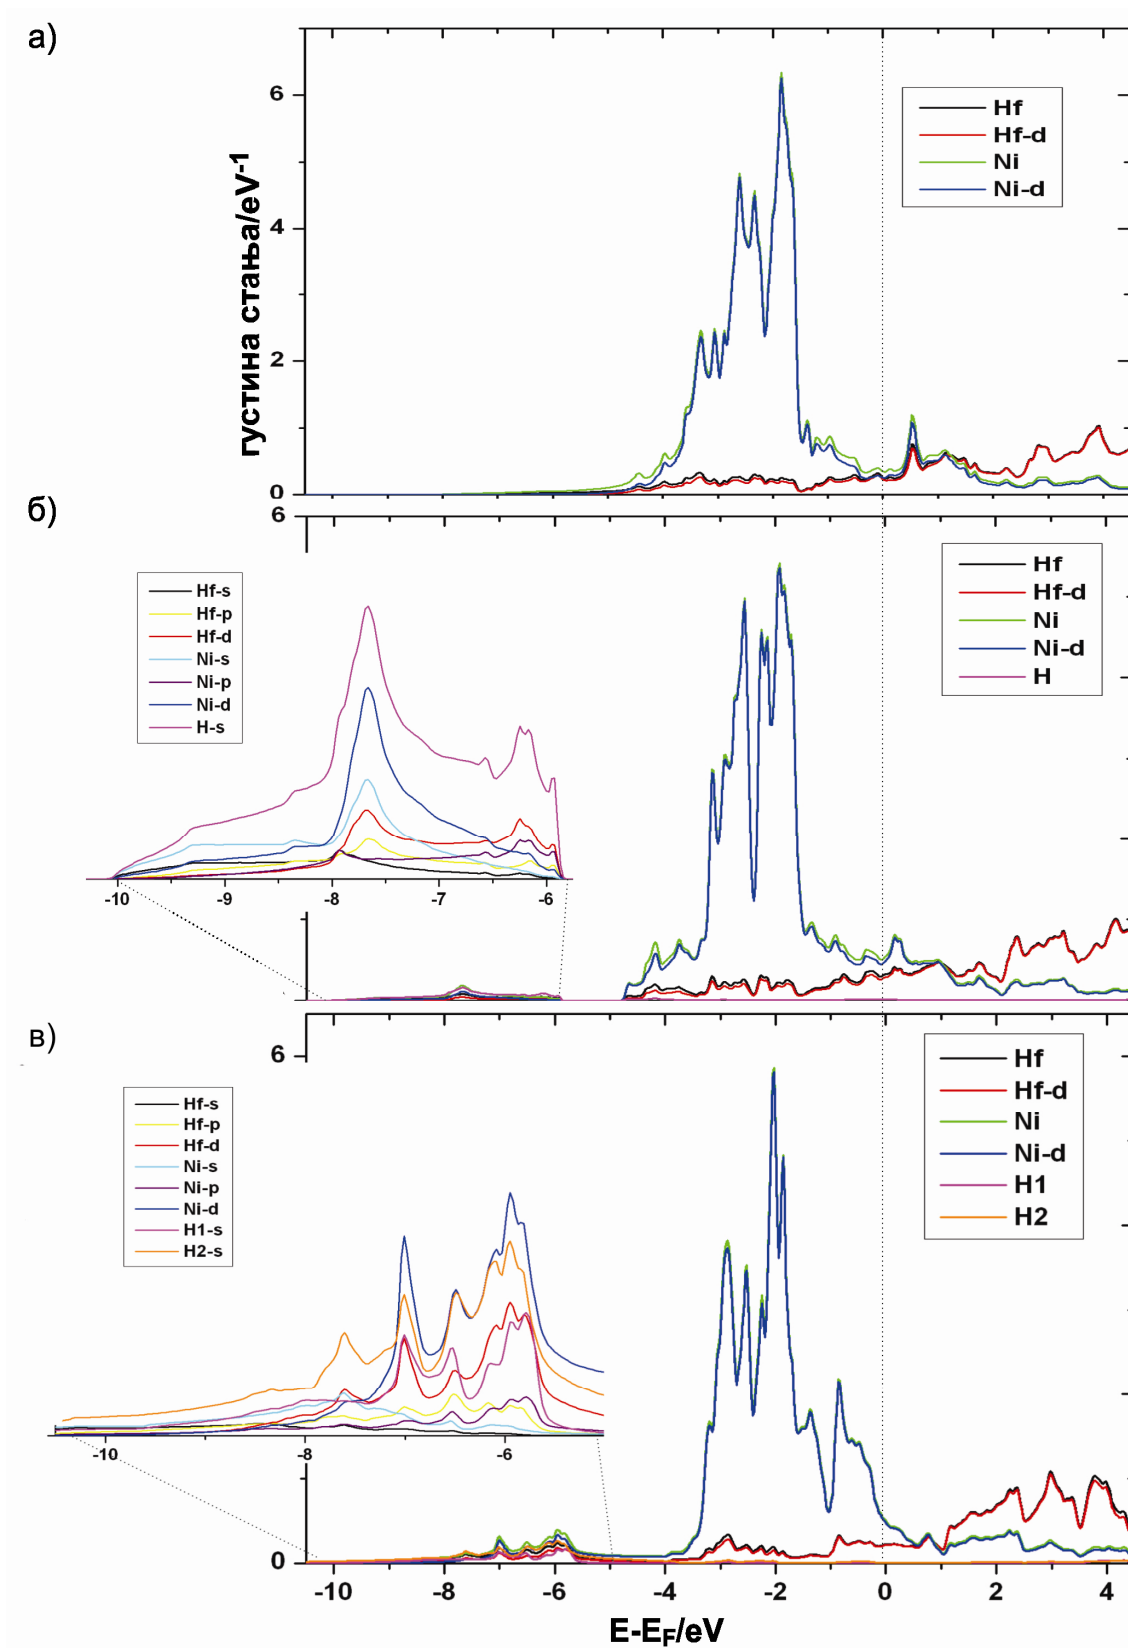 а)
6
4
2
0
густина стања/eV-1
Hf
Hf-d
Ni
Ni-d
б)
6
Hf-s
Hf-p
Hf-d
Ni-s
Ni-p
Ni-d
H-s
Hf
Hf-d
Ni
Ni-d
H
-10 -9 -8 -7 -6
в)
6
Hf-s
Hf-p
Hf-d
Ni-s
Ni-p
Ni-d
H1-s
H2-s
Hf
Hf-d
Ni
Ni-d
H1
H2
-10 -8 -6
0
-10 -8 -6 -4 -2 0 2 4
E-EF/eV